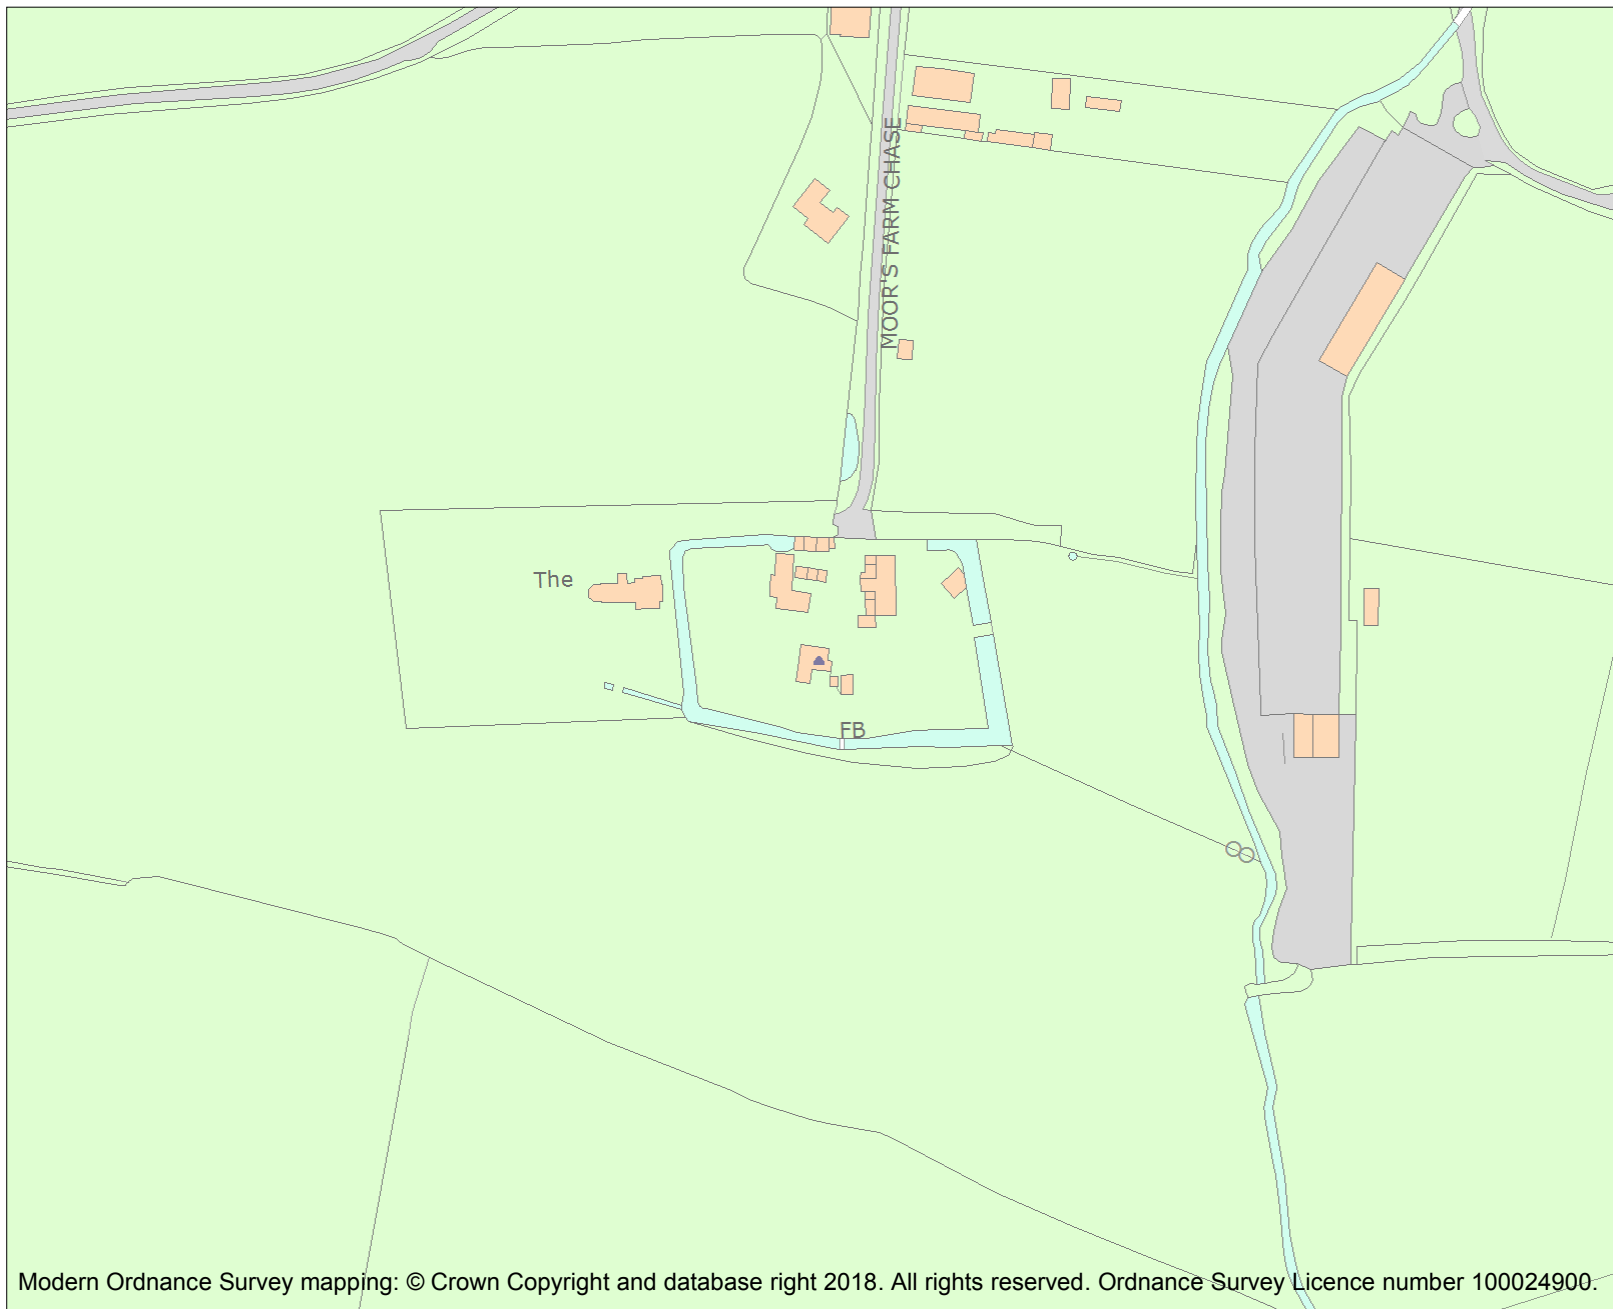 MOOR'S FARM CHASE
The
FB
Modern Ordnance Survey mapping: © Crown Copyright and database right 2018. All rights reserved. Ordnance Survey Licence number 100024900.